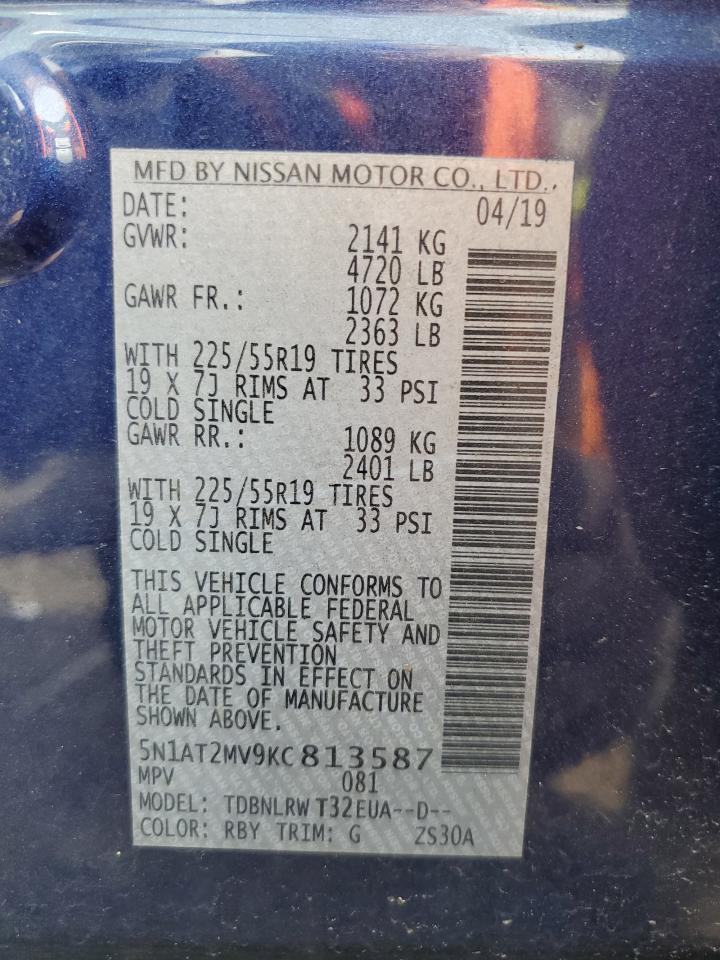 MFD BY NISSAN MOTOR CO., LTD.,
DATE: 04/19
GVWR: 2141 KG
4720 LB
GAWR FR.: 1072 KG
2363 LB
WITH 225/55R19 TIRES
19 X 7J RIMS AT 33 PSI
COLD SINGLE
GAWR RR.: 1089 KG
2401 LB
WITH 225/55R19 TIRES
19 X 7J RIMS AT 33 PSI
COLD SINGLE
THIS VEHICLE CONFORMS TO
ALL APPLICABLE FEDERAL
MOTOR VEHICLE SAFETY AND
THEFT PREVENTION
STANDARDS IN EFFECT ON
THE DATE OF MANUFACTURE
SHOWN ABOVE.
5N1AT2MV9KC813587
MPV 081
MODEL: TDBNLRW T32EUA--D--
COLOR: RBY TRIM: G ZS30A